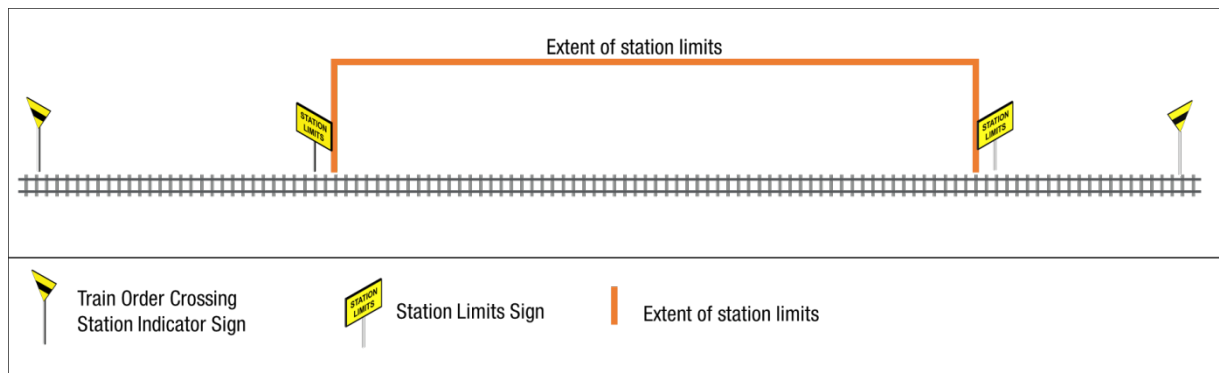 Extent of station limits
STATION
LIMITS
STATION
LIMITS
Train Order Crossing
Station Indicator Sign
STATION
LIMITS
Station Limits Sign
Extent of station limits